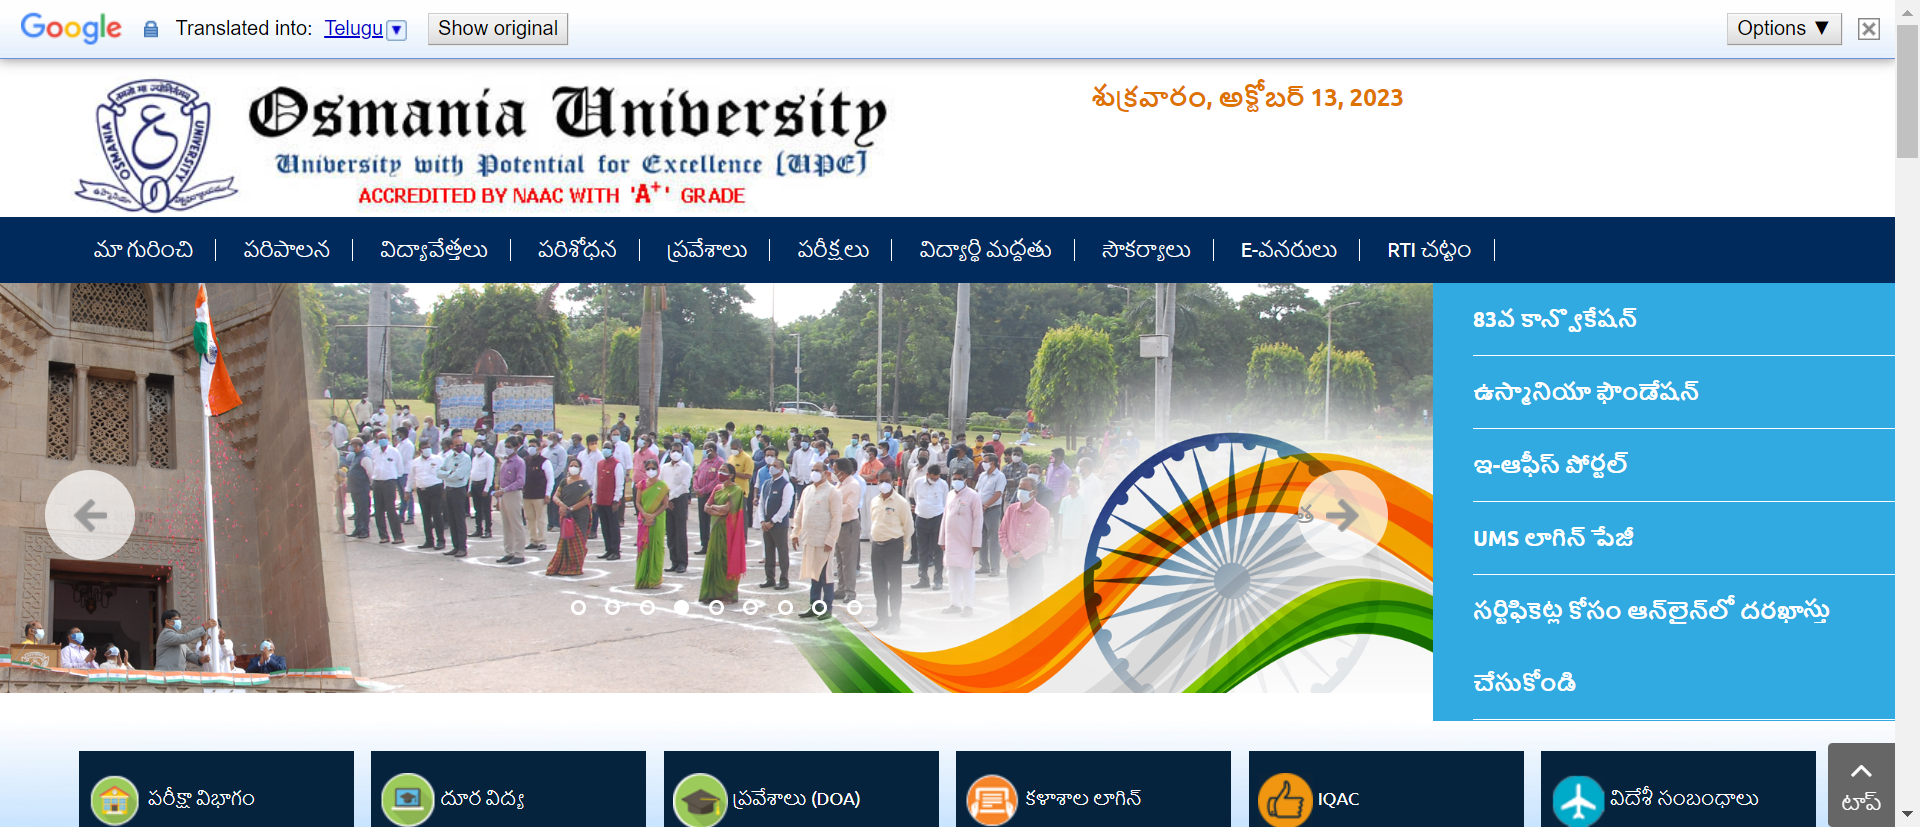 Google Translated into: Telugu Show original Options ▼
Osmania University
University with Potential for Excellence [UPE]
ACCREDITED BY NAAC WITH 'A+' GRADE
OSMANIA UNIVERSITY
శుక్రవారం, అక్టోబర్ 13, 2023
మా గురించి పరిపాలన విద్యావేత్తలు పరిశోధన ప్రవేశాలు పరీక్షలు విద్యార్థి మద్దతు సౌకర్యాలు E-వనరులు RTI చట్టం
83వ కాన్వొకేషన్
ఉస్మానియా ఫౌండేషన్
ఇ-ఆఫీస్ పోర్టల్
త
UMS లాగిన్ పేజీ
సర్టిఫికెట్ల కోసం ఆన్‌లైన్‌లో దరఖాస్తు
చేసుకోండి
పరీక్షా విభాగం దూర విద్య ప్రవేశాలు (DOA) కళాశాల లాగిన్ IQAC విదేశీ సంబంధాలు
టాప్